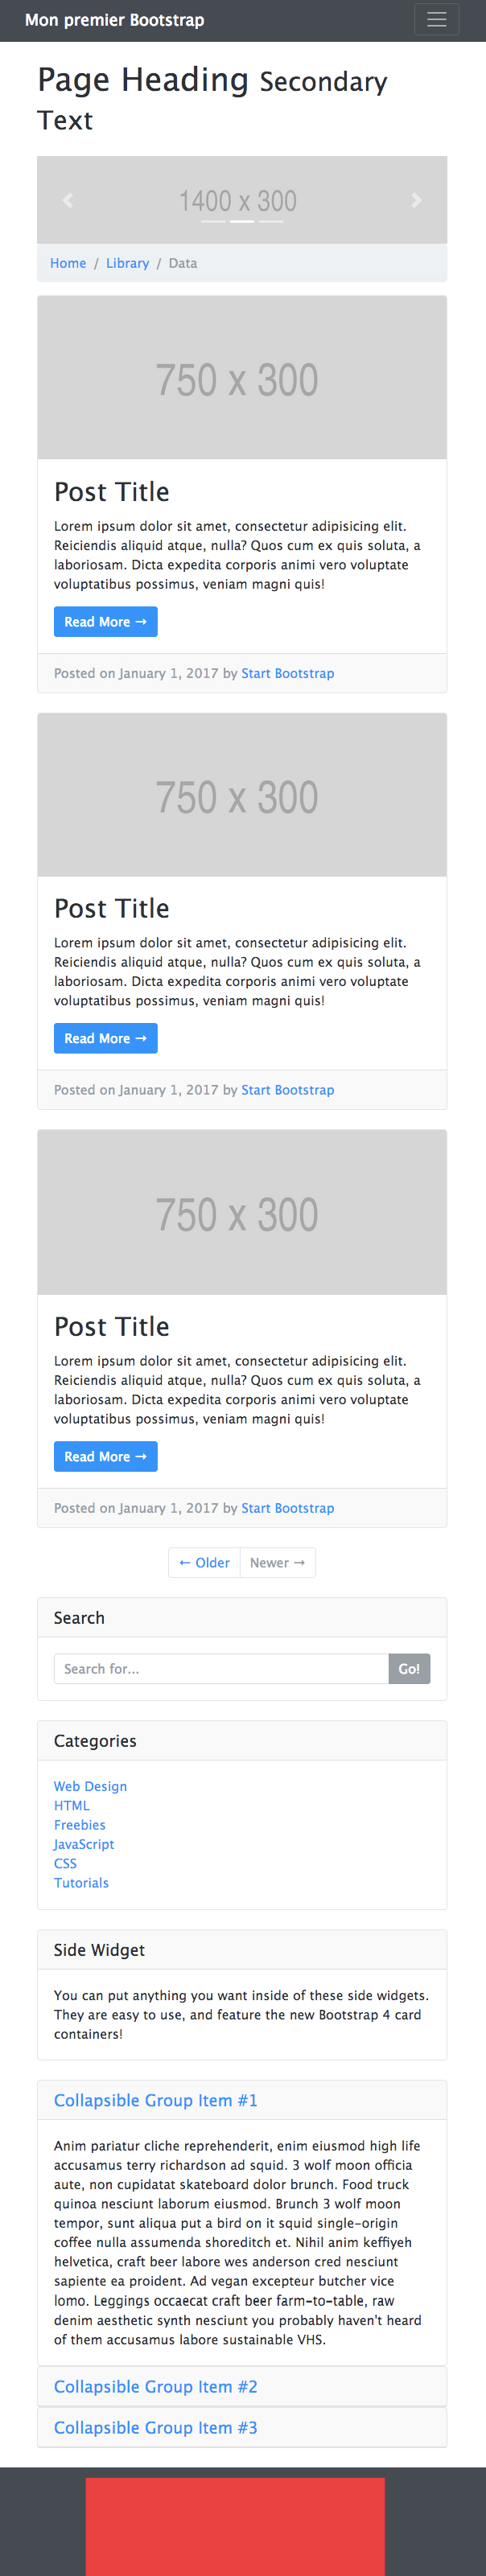 Mon premier Bootstrap
Page Heading Secondary
Text
1400 x 300
Home / Library / Data
750 x 300
Post Title
Lorem ipsum dolor sit amet, consectetur adipisicing elit.
Reiciendis aliquid atque, nulla? Quos cum ex quis soluta, a
laboriosam. Dicta expedita corporis animi vero voluptate
voluptatibus possimus, veniam magni quis!
Read More →
Posted on January 1, 2017 by Start Bootstrap
750 x 300
Post Title
Lorem ipsum dolor sit amet, consectetur adipisicing elit.
Reiciendis aliquid atque, nulla? Quos cum ex quis soluta, a
laboriosam. Dicta expedita corporis animi vero voluptate
voluptatibus possimus, veniam magni quis!
Read More →
Posted on January 1, 2017 by Start Bootstrap
750 x 300
Post Title
Lorem ipsum dolor sit amet, consectetur adipisicing elit.
Reiciendis aliquid atque, nulla? Quos cum ex quis soluta, a
laboriosam. Dicta expedita corporis animi vero voluptate
voluptatibus possimus, veniam magni quis!
Read More →
Posted on January 1, 2017 by Start Bootstrap
← Older Newer →
Search
Search for... Go!
Categories
Web Design
HTML
Freebies
JavaScript
CSS
Tutorials
Side Widget
You can put anything you want inside of these side widgets.
They are easy to use, and feature the new Bootstrap 4 card
containers!
Collapsible Group Item #1
Anim pariatur cliche reprehenderit, enim eiusmod high life
accusamus terry richardson ad squid. 3 wolf moon officia
aute, non cupidatat skateboard dolor brunch. Food truck
quinoa nesciunt laborum eiusmod. Brunch 3 wolf moon
tempor, sunt aliqua put a bird on it squid single-origin
coffee nulla assumenda shoreditch et. Nihil anim keffiyeh
helvetica, craft beer labore wes anderson cred nesciunt
sapiente ea proident. Ad vegan excepteur butcher vice
lomo. Leggings occaecat craft beer farm-to-table, raw
denim aesthetic synth nesciunt you probably haven't heard
of them accusamus labore sustainable VHS.
Collapsible Group Item #2
Collapsible Group Item #3